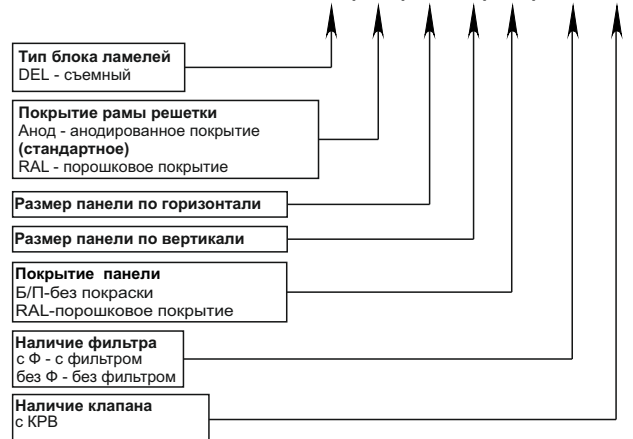 Тип блока ламелей
DEL - съемный
Покрытие рамы решетки
Анод - анодированное покрытие
(стандартное)
RAL - порошковое покрытие
Размер панели по горизонтали
Размер панели по вертикали
Покрытие панели
Б/П-без покраски
RAL-порошковое покрытие
Наличие фильтра
с Ф - с фильтром
без Ф - без фильтром
Наличие клапана
с КРВ